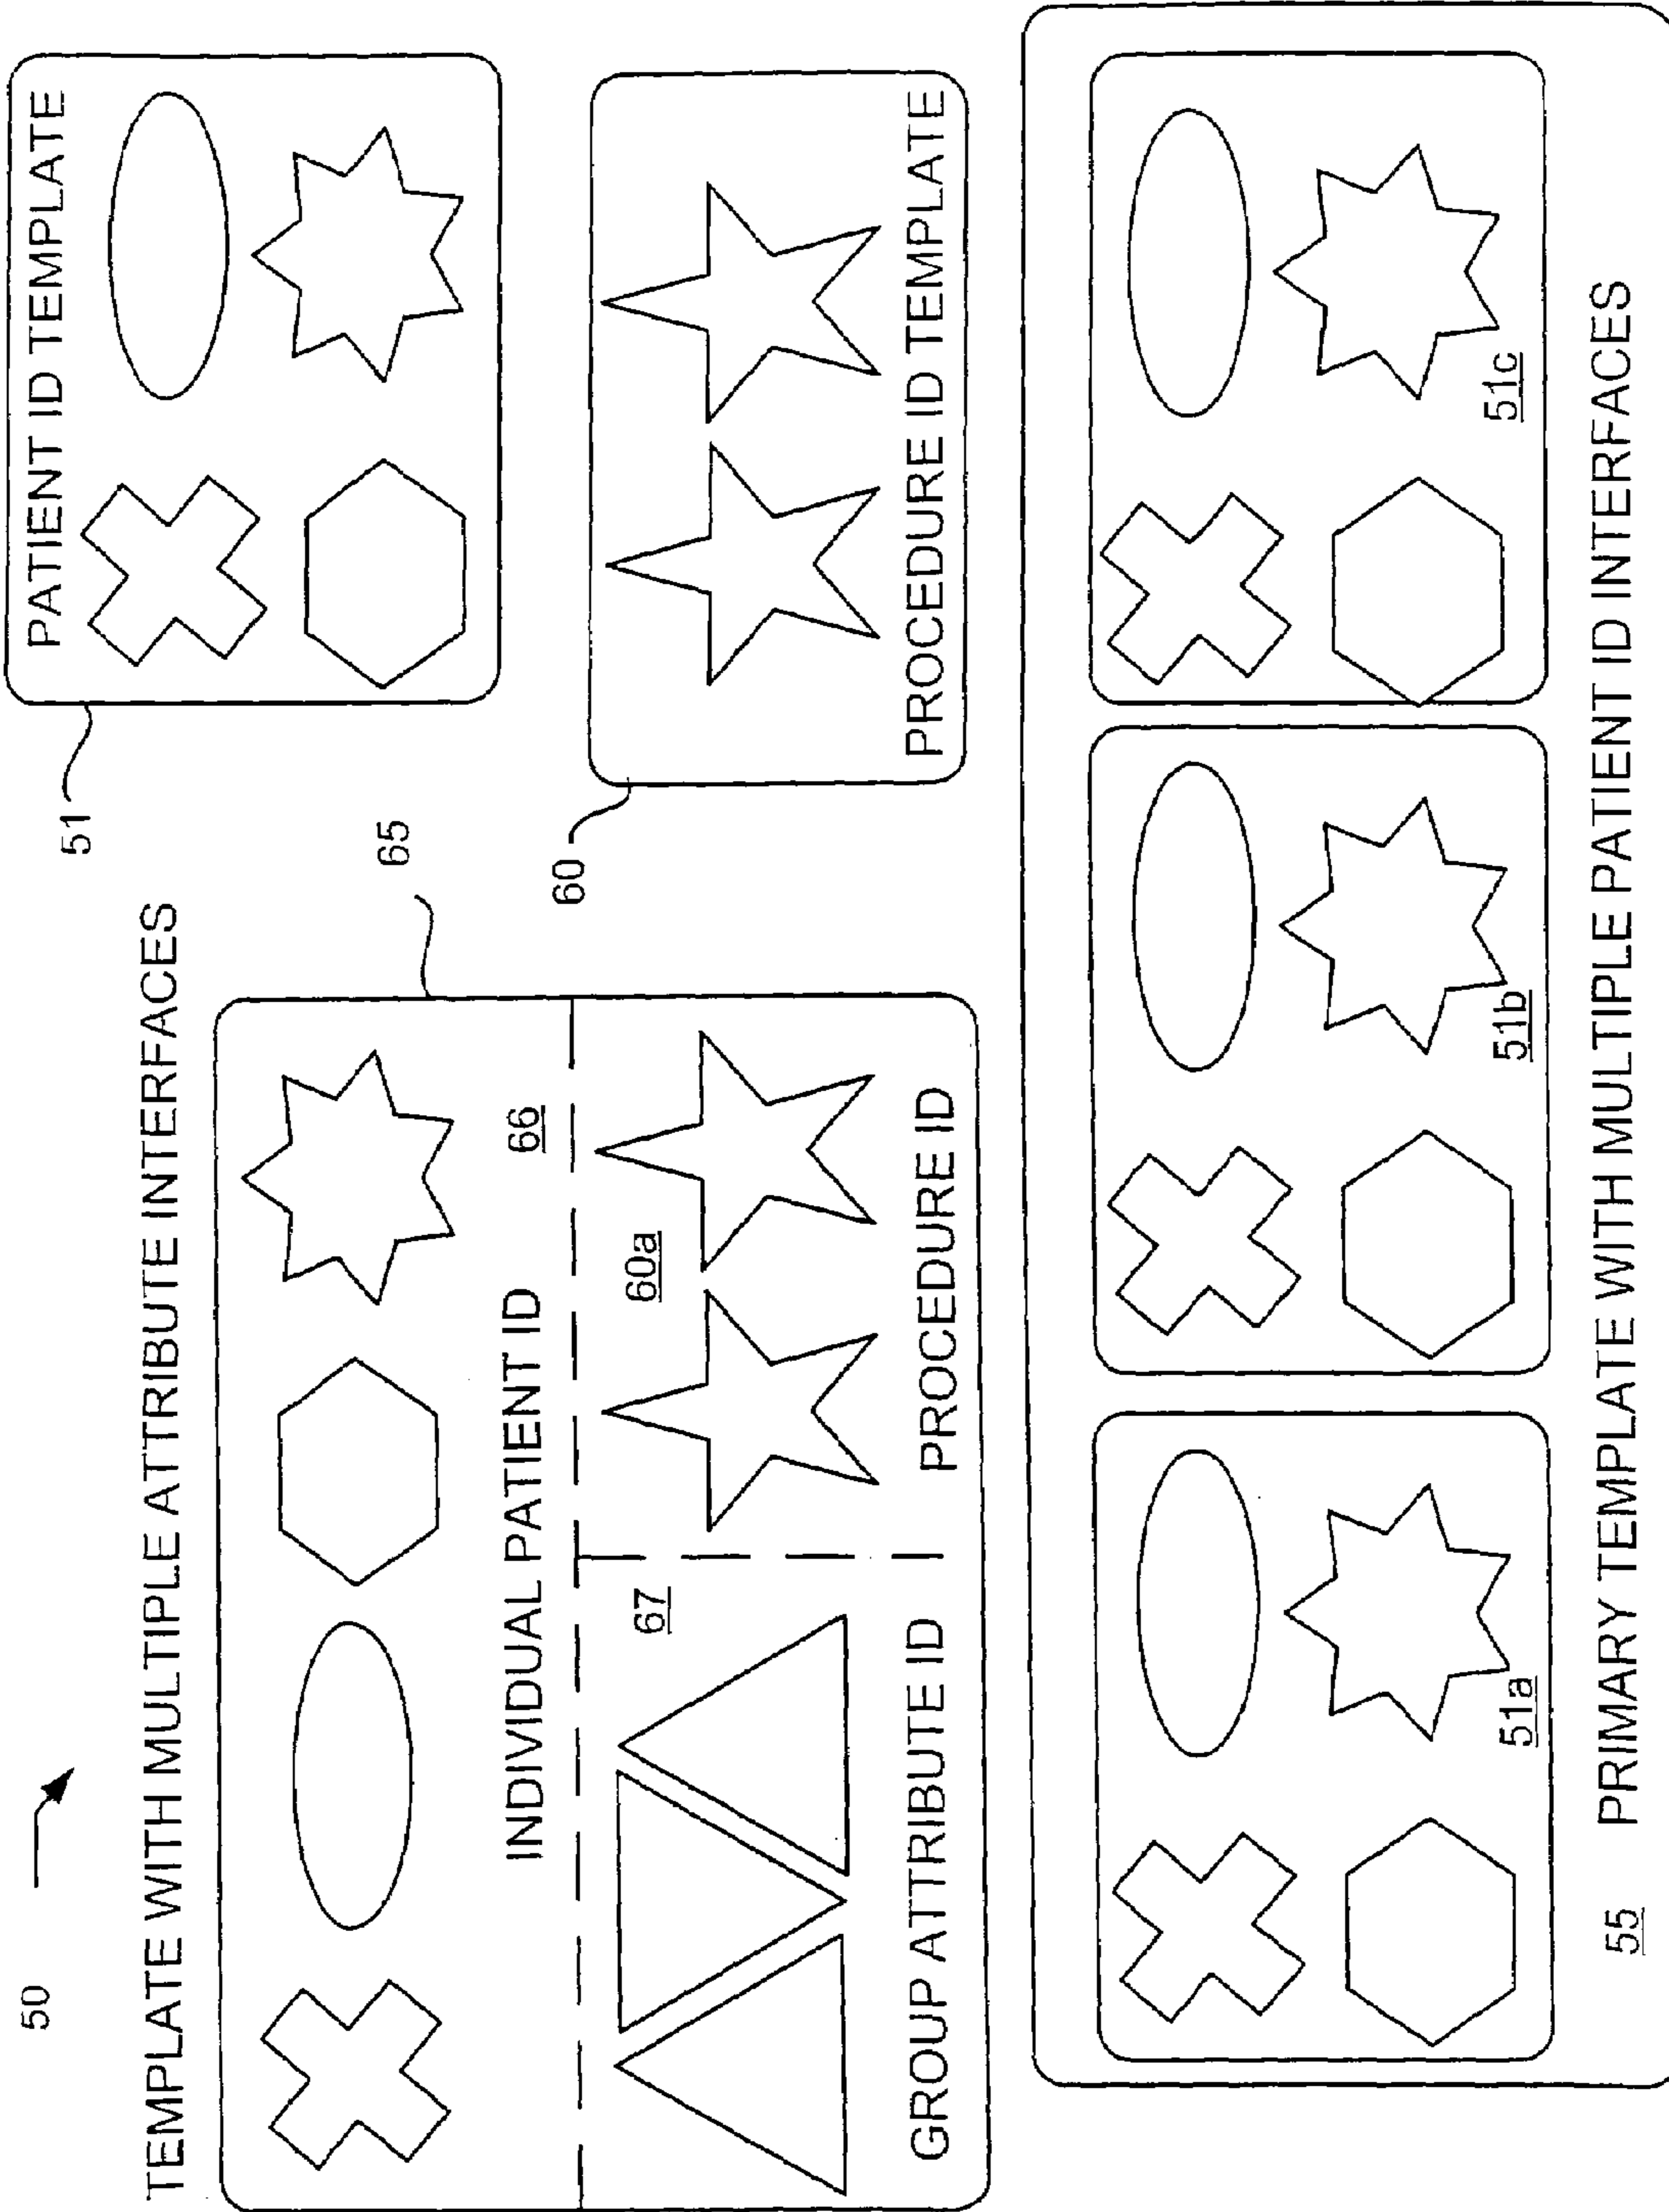 50
TEMPLATE WITH MULTIPLE ATTRIBUTE INTERFACES
65
INDIVIDUAL PATIENT ID
66
67
60a
GROUP ATTRIBUTE ID
PROCEDURE ID
51
PATIENT ID TEMPLATE
60
PROCEDURE ID TEMPLATE
51a
51b
51c
55 PRIMARY TEMPLATE WITH MULTIPLE PATIENT ID INTERFACES